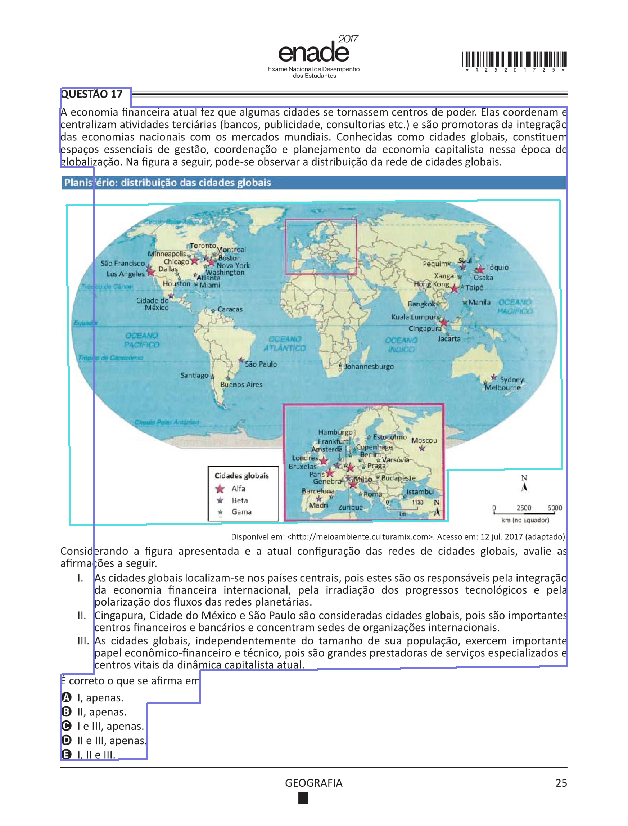 enade 2017
Exame Nacional de Desempenho
dos Estudantes
*R2520172 5*
QUESTÃO 17
A economia financeira atual fez que algumas cidades se tornassem centros de poder. Elas coordenam e
centralizam atividades terciárias (bancos, publicidade, consultorias etc.) e são promotoras da integração
das economias nacionais com os mercados mundiais. Conhecidas como cidades globais, constituem
espaços essenciais de gestão, coordenação e planejamento da economia capitalista nessa época de
globalização. Na figura a seguir, pode-se observar a distribuição da rede de cidades globais.
Planisfério: distribuição das cidades globais
Círculo Polar Ártico
Toronto
Montreal
Minneapolis
Boston
São Francisco
Chicago
Nova York
Los Angeles
Dallas
Washington
Atlanta
Houston
Miami
Trópico de Câncer
Cidade do
México
Caracas
Equador
OCEANO
PACÍFICO
OCEANO
ATLÂNTICO
OCEANO
ÍNDICO
Trópico de Capricórnio
São Paulo
Santiago
Buenos Aires
Johannesburgo
Pequim
Seul
Tóquio
Xangai
Osaka
Hong Kong
Taipé
Bangkok
Manila
OCEANO
PACÍFICO
Kuala Lumpur
Cingapura
Jacarta
Sydney
Melbourne
Círculo Polar Antártico
Hamburgo
Estocolmo
Moscou
Frankfurt
Copenhague
Amsterdã
Berlim
Londres
Varsóvia
Bruxelas
Praga
Paris
Genebra
Milão
Budapeste
Barcelona
Roma
Istambul
Madri
Zurique
1130
km
N
Cidades globais
Alfa
Beta
Gama
N
0 2500 5000
km (no Equador)
Disponível em: <http://meioambiente.culturamix.com>. Acesso em: 12 jul. 2017 (adaptado).
Considerando a figura apresentada e a atual configuração das redes de cidades globais, avalie as
afirmações a seguir.
I. As cidades globais localizam-se nos países centrais, pois estes são os responsáveis pela integração
da economia financeira internacional, pela irradiação dos progressos tecnológicos e pela
polarização dos fluxos das redes planetárias.
II. Cingapura, Cidade do México e São Paulo são consideradas cidades globais, pois são importantes
centros financeiros e bancários e concentram sedes de organizações internacionais.
III. As cidades globais, independentemente do tamanho de sua população, exercem importante
papel econômico-financeiro e técnico, pois são grandes prestadoras de serviços especializados e
centros vitais da dinâmica capitalista atual.
É correto o que se afirma em
A I, apenas.
B II, apenas.
C I e III, apenas.
D II e III, apenas.
E I, II e III.
GEOGRAFIA
25